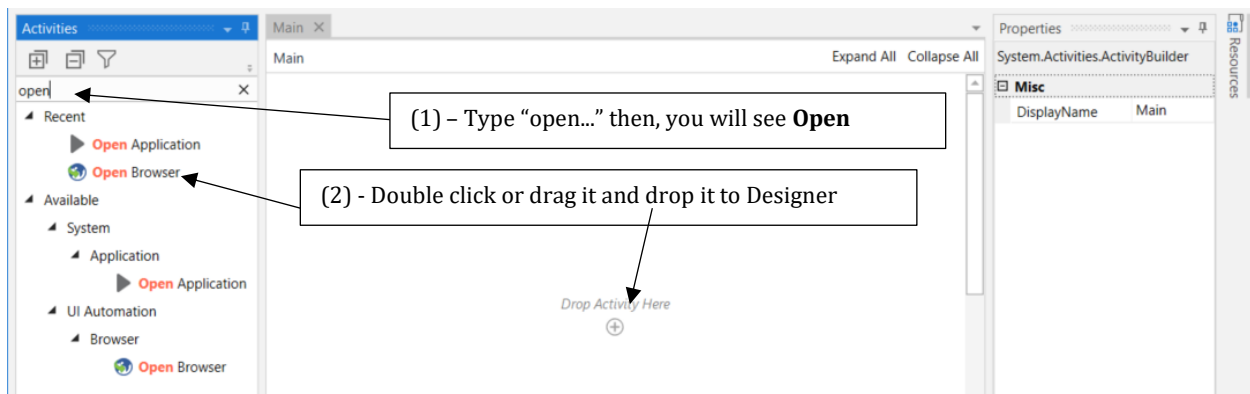 Activities
Main
Properties
Resources
Main
Expand All Collapse All
System.Activities.ActivityBuilder
open
Misc
DisplayName Main
Recent
Open Application
Open Browser
Available
System
Application
Open Application
UI Automation
Browser
Open Browser
(1) – Type “open...” then, you will see Open
(2) - Double click or drag it and drop it to Designer
Drop Activity Here